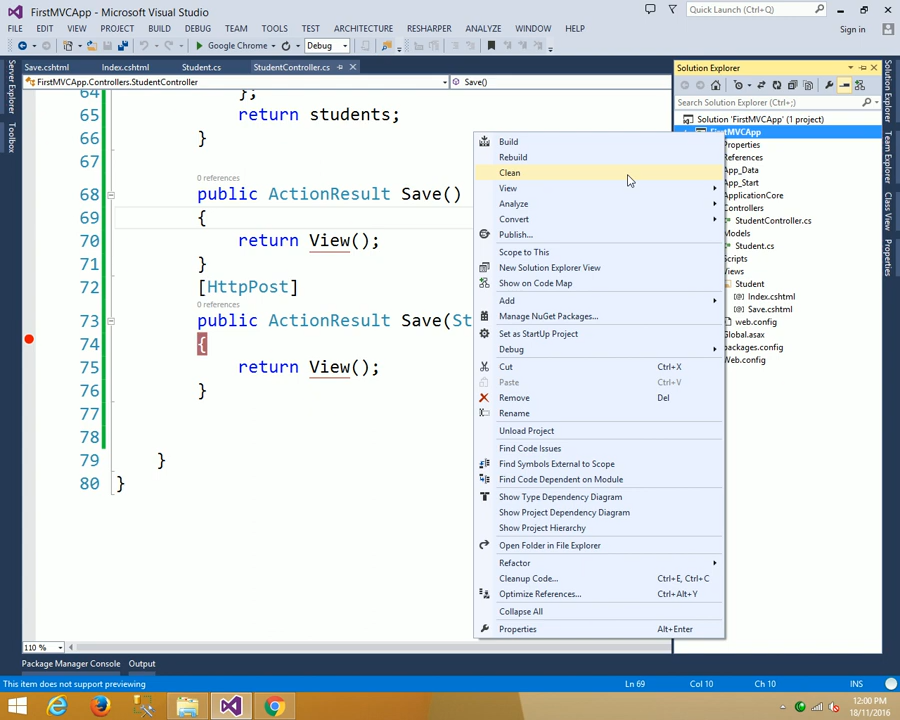 FirstMVCApp - Microsoft Visual Studio
Quick Launch (Ctrl+Q)
FILE EDIT VIEW PROJECT BUILD DEBUG TEAM TOOLS TEST ARCHITECTURE RESHARPER ANALYZE WINDOW HELP
Sign in
Google Chrome Debug
Save.cshtml Index.cshtml Student.cs StudentController.cs
FirstMVCApp.Controllers.StudentController Save()
Server Explorer
Toolbox
64 };
65 return students;
66 }
67
0 references
68 public ActionResult Save()
69 {
70 return View();
71 }
72 [HttpPost]
0 references
73 public ActionResult Save(St
74 {
75 return View();
76 }
77
78
79 }
80 }
110 %
Build
Rebuild
Clean
View
Analyze
Convert
Publish...
Scope to This
New Solution Explorer View
Show on Code Map
Add
Manage NuGet Packages...
Set as StartUp Project
Debug
Cut Ctrl+X
Paste Ctrl+V
Remove Del
Rename
Unload Project
Find Code Issues
Find Symbols External to Scope
Find Code Dependent on Module
Show Type Dependency Diagram
Show Project Dependency Diagram
Show Project Hierarchy
Open Folder in File Explorer
Refactor
Cleanup Code... Ctrl+E, Ctrl+C
Optimize References... Ctrl+Alt+Y
Collapse All
Properties Alt+Enter
Solution Explorer
Search Solution Explorer (Ctrl+;)
Solution 'FirstMVCApp' (1 project)
FirstMVCApp
Properties
References
App_Data
App_Start
ApplicationCore
Controllers
StudentController.cs
Models
Student.cs
Scripts
Views
Student
Index.cshtml
Save.cshtml
web.config
Global.asax
packages.config
Web.config
Solution Explorer
Team Explorer
Class View
Properties
Package Manager Console Output
This item does not support previewing Ln 69 Col 10 Ch 10 INS
12:00 PM
18/11/2016